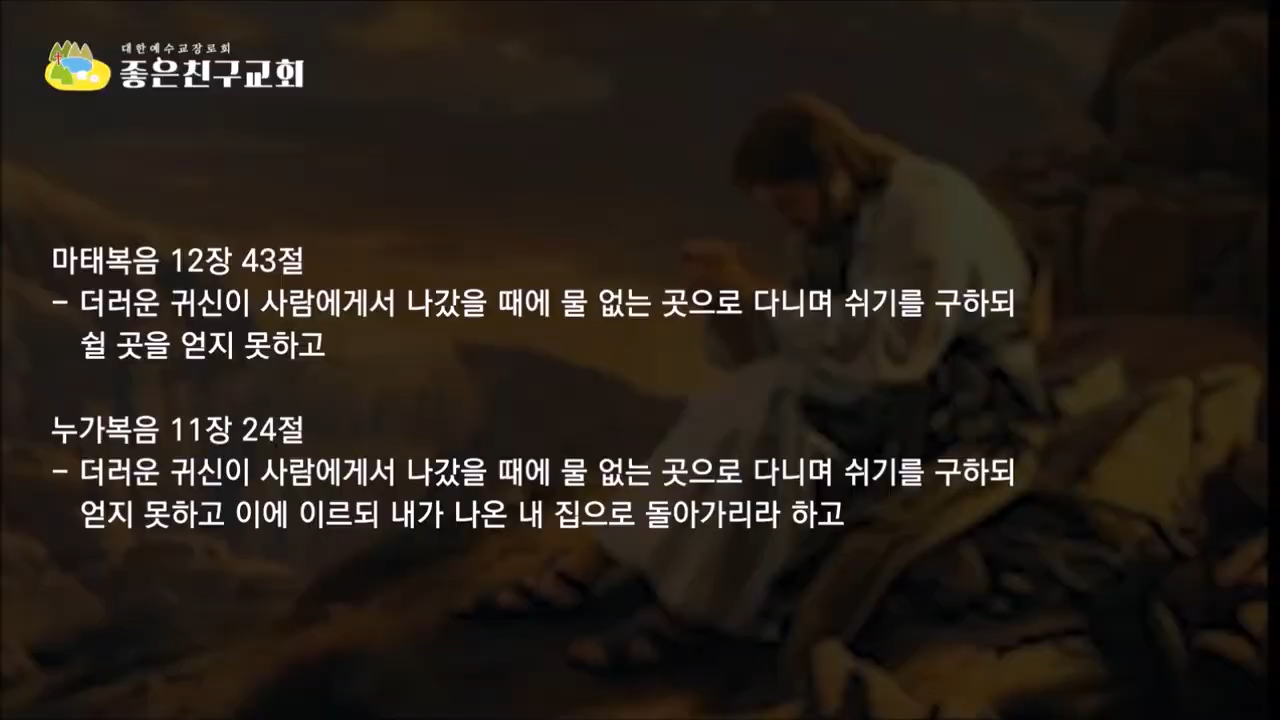 대한예수교장로회
좋은친구교회
마태복음 12장 43절
- 더러운 귀신이 사람에게서 나갔을 때에 물 없는 곳으로 다니며 쉬기를 구하되
쉴 곳을 얻지 못하고
누가복음 11장 24절
- 더러운 귀신이 사람에게서 나갔을 때에 물 없는 곳으로 다니며 쉬기를 구하되
얻지 못하고 이에 이르되 내가 나온 내 집으로 돌아가리라 하고